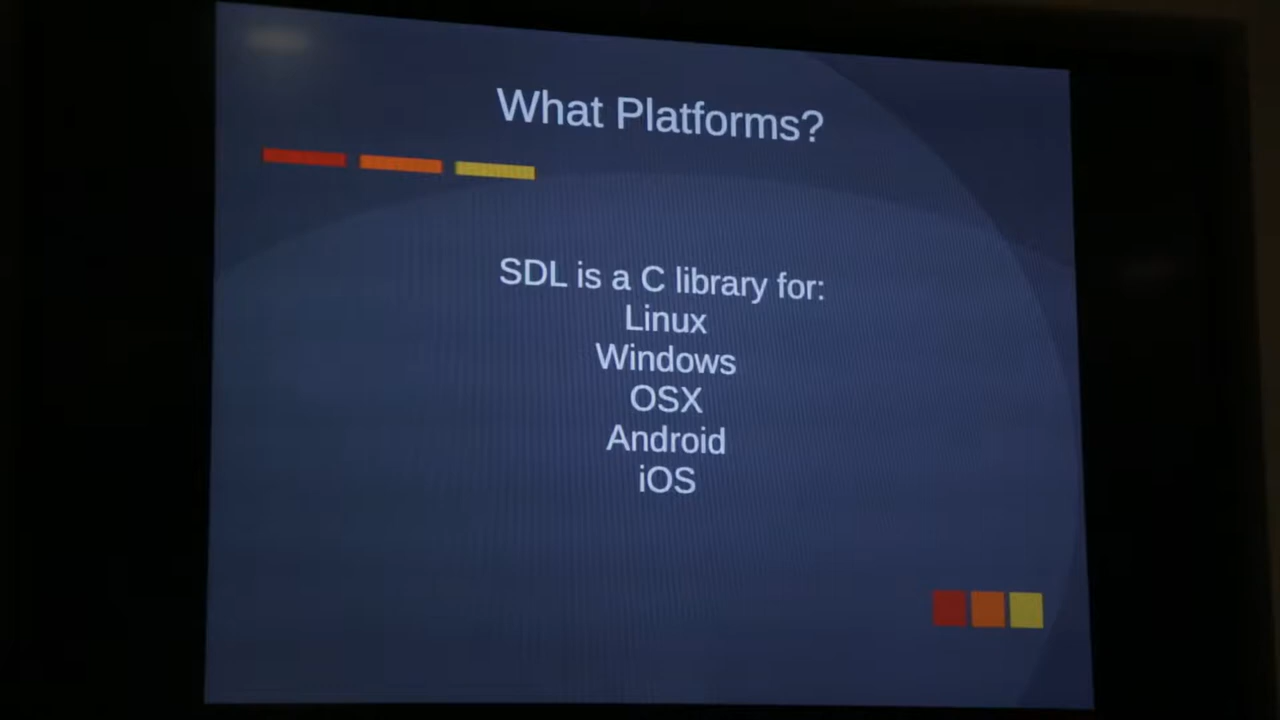 What Platforms?
SDL is a C library for:
Linux
Windows
OSX
Android
iOS